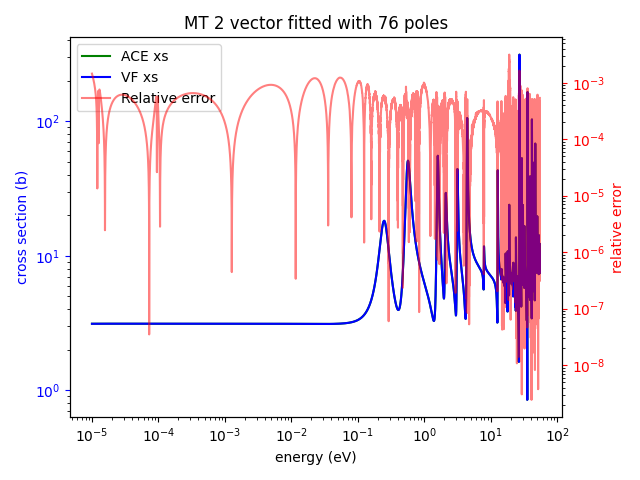 MT 2 vector fitted with 76 poles
ACE xs
VF xs
Relative error
cross section (b)
10²
10¹
10⁰
10⁻³
10⁻⁴
10⁻⁵
10⁻⁶
10⁻⁷
10⁻⁸
relative error
10⁻⁵ 10⁻⁴ 10⁻³ 10⁻² 10⁻¹ 10⁰ 10¹ 10²
energy (eV)